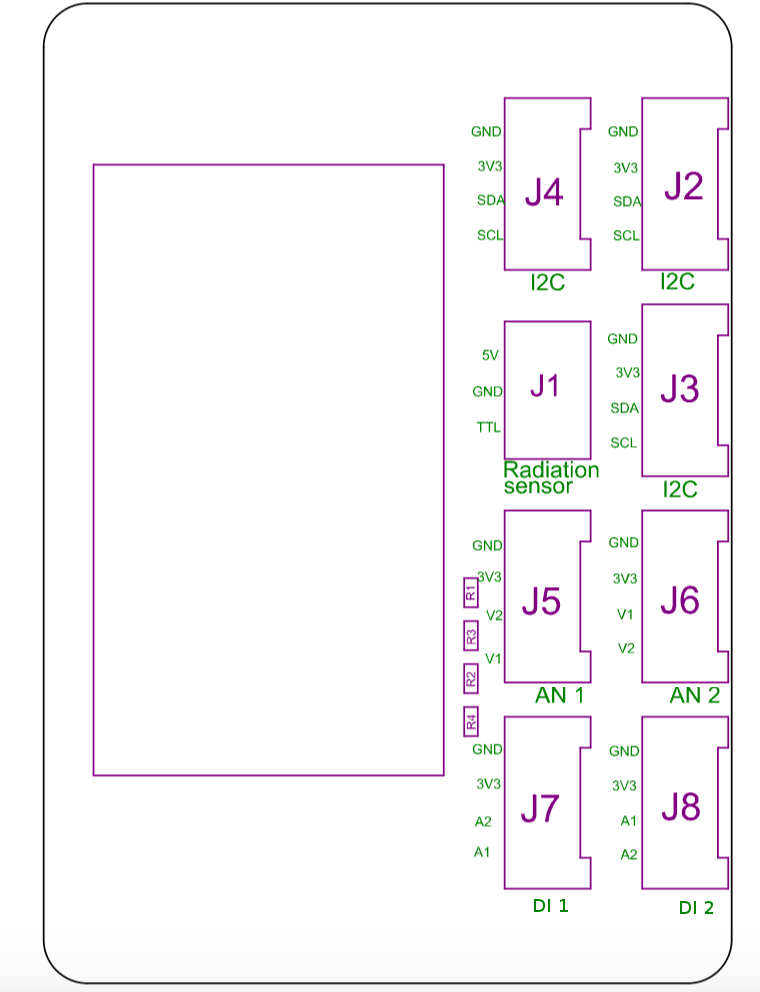 GND
3V3
SDA
SCL
J4
I2C
GND
3V3
SDA
SCL
J2
I2C
5V
GND
TTL
J1
Radiation
sensor
GND
3V3
SDA
SCL
J3
I2C
GND
3V3
V2
V1
J5
AN 1
R1
R3
R2
R4
GND
3V3
V1
V2
J6
AN 2
GND
3V3
A2
A1
J7
DI 1
GND
3V3
A1
A2
J8
DI 2